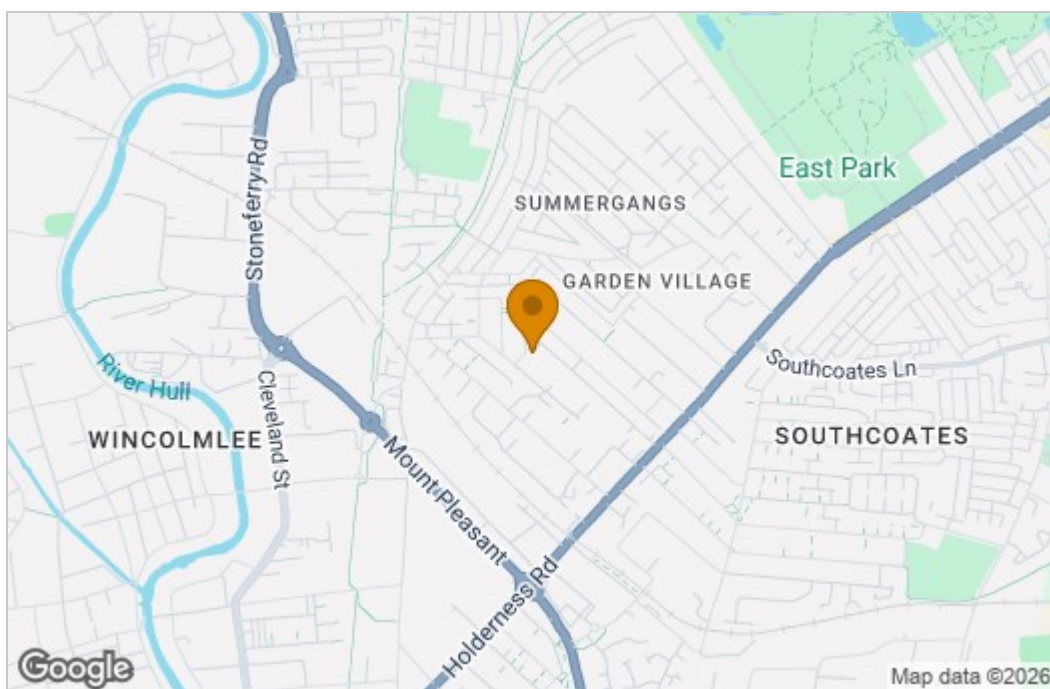 East Park
SUMMERGANGS
Stoneferry Rd
GARDEN VILLAGE
River Hull
Cleveland St
Southcoates Ln
WINCOLMLEE
SOUTHCOATES
Mount Pleasant
Holderness Rd
Google
Map data ©2026